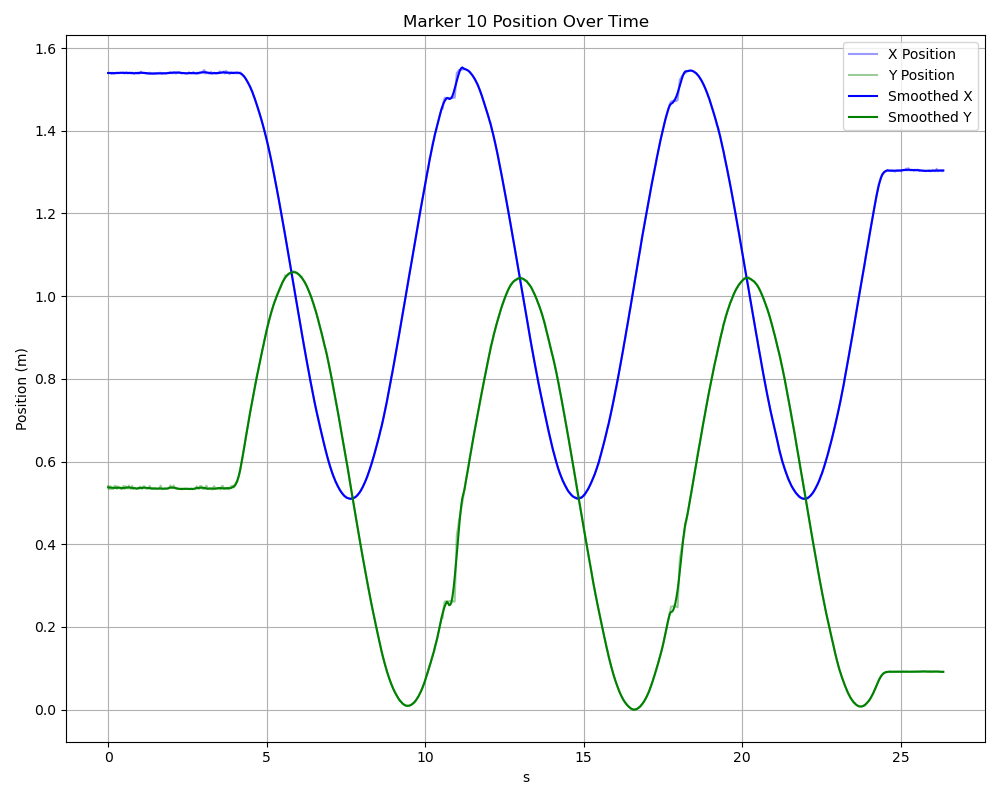 Marker 10 Position Over Time
X Position
Y Position
Smoothed X
Smoothed Y
Position (m)
1.6
1.4
1.2
1.0
0.8
0.6
0.4
0.2
0.0
0 5 10 15 20 25
s